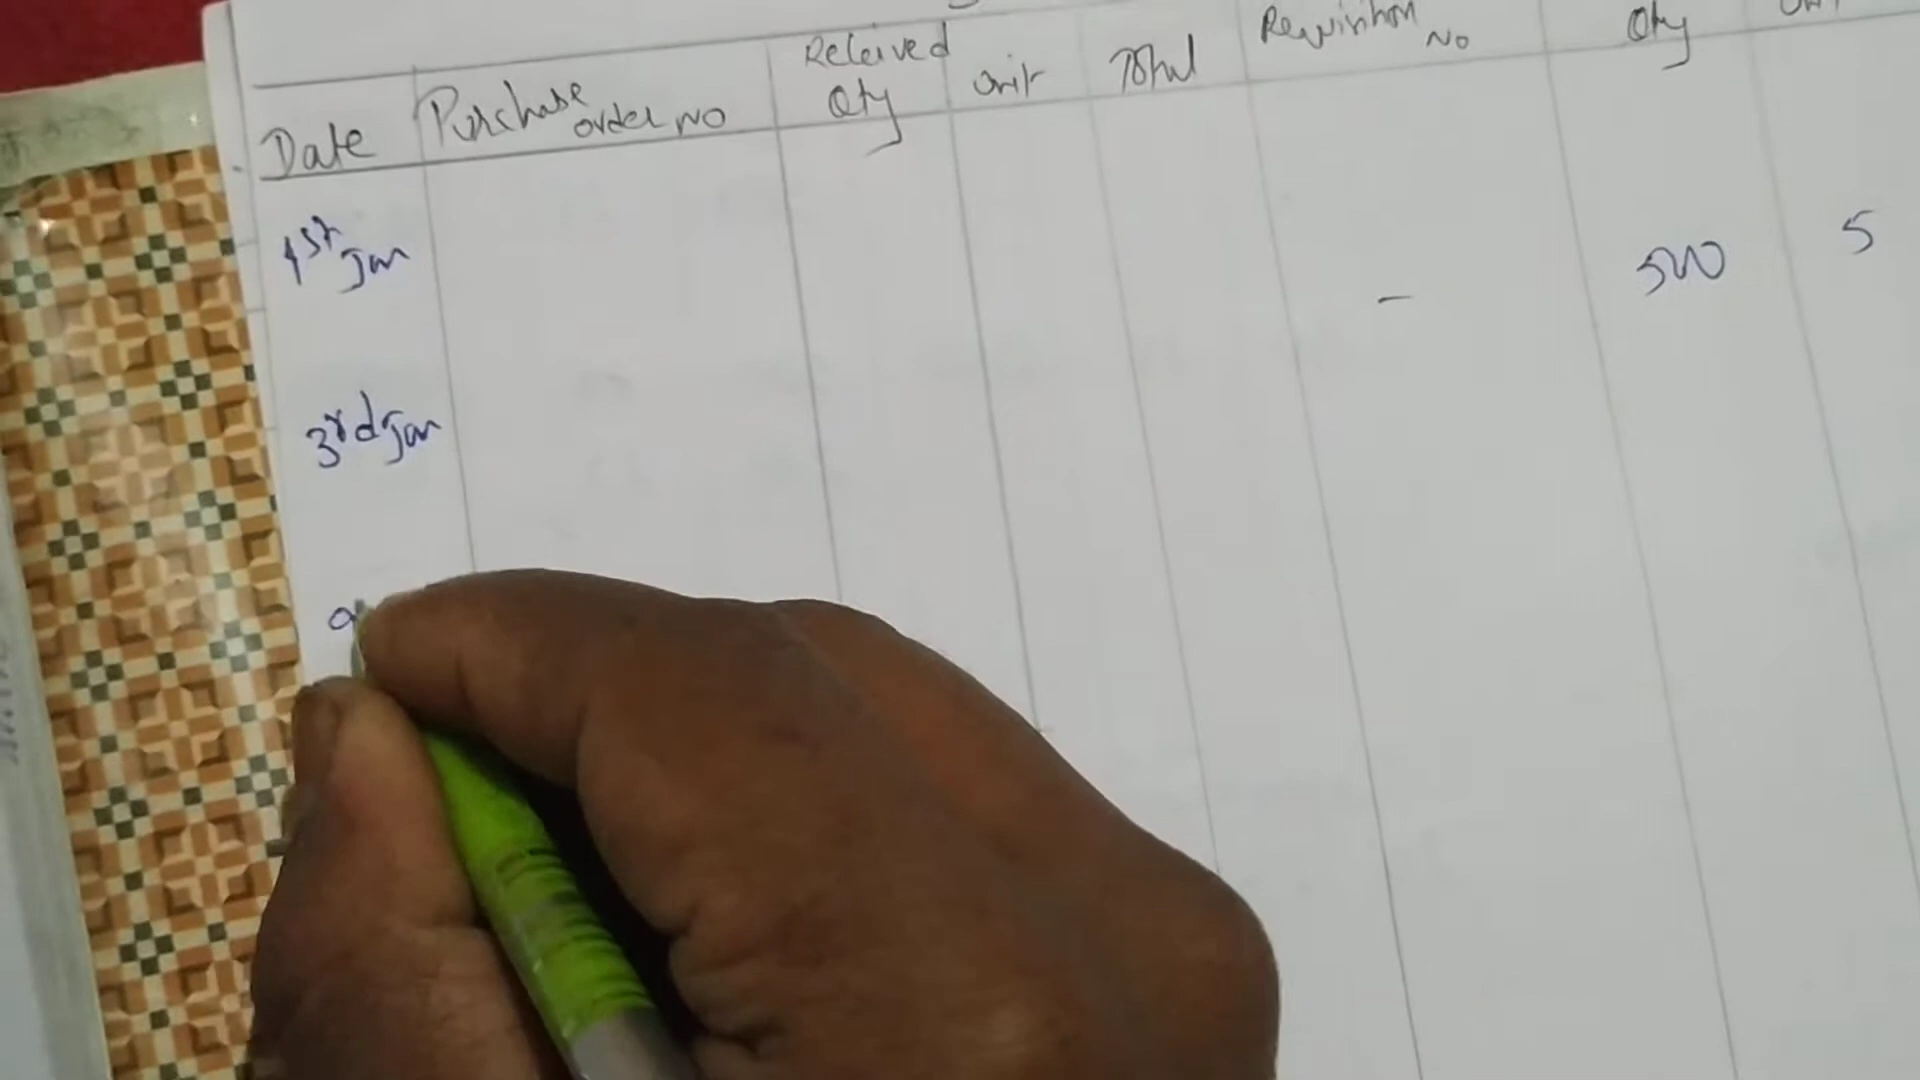 Date Purchase order no Received Qty unit Total Requisition No Qty
1st Jan - 500 5
3rd Jan